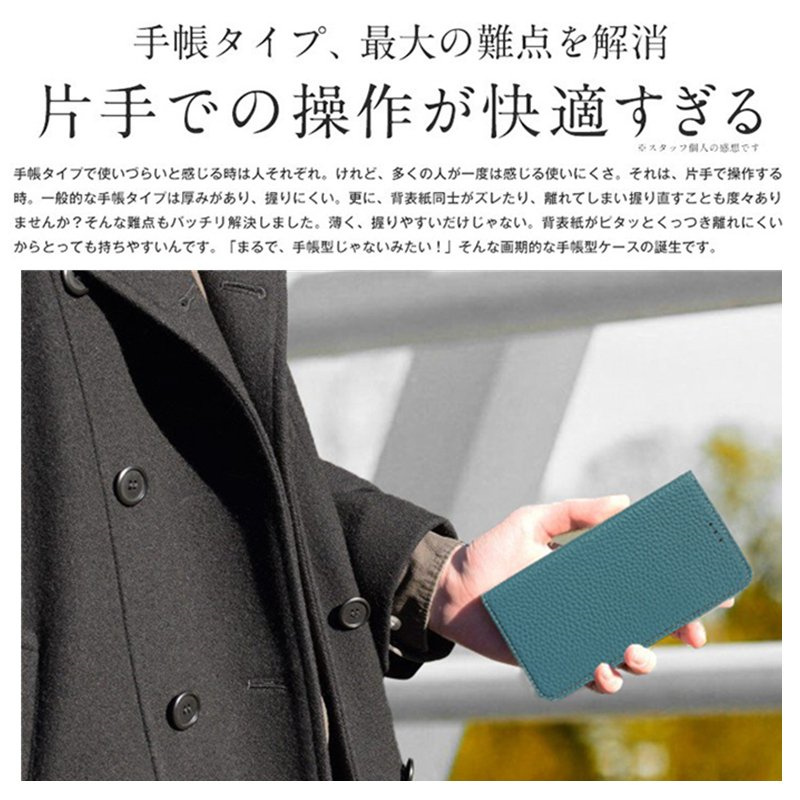 手帳タイプ、最大の難点を解消
片手での操作が快適すぎる
※スタッフ個人の感想です
手帳タイプで使いづらいと感じる時は人それぞれ。けれど、多くの人が一度は感じる使いにくさ。それは、片手で操作する
時。一般的な手帳タイプは厚みがあり、握りにくい。更に、背表紙同士がズレたり、離れてしまい握り直すことも度々あり
ませんか？そんな難点もバッチリ解決しました。薄く、握りやすいだけじゃない。背表紙がピタッとくっつき離れにくい
からとっても持ちやすいんです。「まるで、手帳型じゃないみたい！」そんな画期的な手帳型ケースの誕生です。